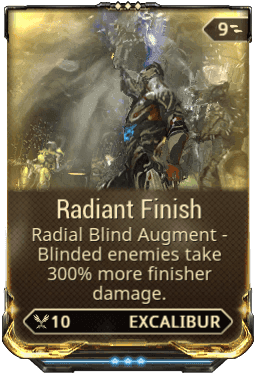 9
Radiant Finish
Radial Blind Augment -
Blinded enemies take
300% more finisher
damage.
10 EXCALIBUR